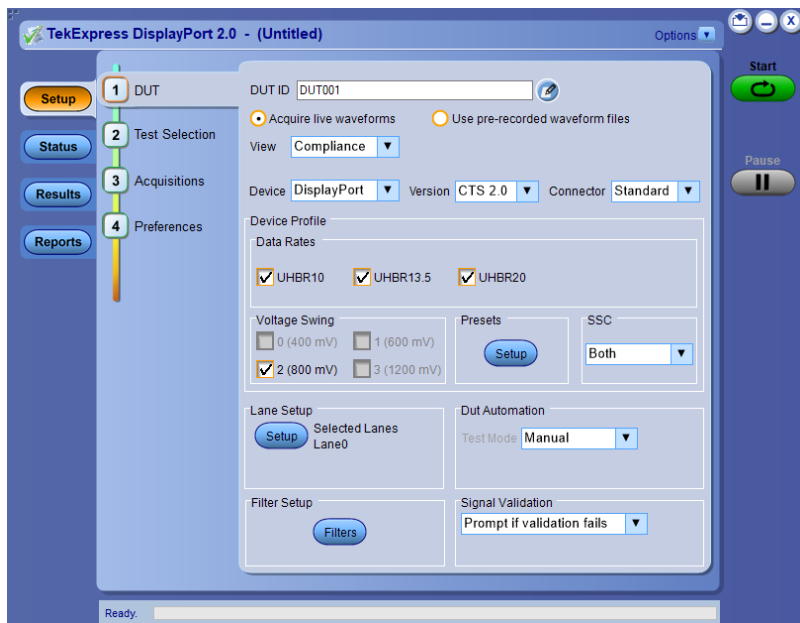 TekExpress DisplayPort 2.0 - (Untitled)
Options
X
Start
Pause
Setup
Status
Results
Reports
1 DUT
2 Test Selection
3 Acquisitions
4 Preferences
DUT ID DUT001
Acquire live waveforms Use pre-recorded waveform files
View Compliance
Device DisplayPort Version CTS 2.0 Connector Standard
Device Profile
Data Rates
UHBR10 UHBR13.5 UHBR20
Voltage Swing
0 (400 mV) 1 (600 mV)
2 (800 mV) 3 (1200 mV)
Presets
Setup
SSC
Both
Lane Setup
Setup
Selected Lanes
Lane0
Dut Automation
Test Mode Manual
Filter Setup
Filters
Signal Validation
Prompt if validation fails
Ready.